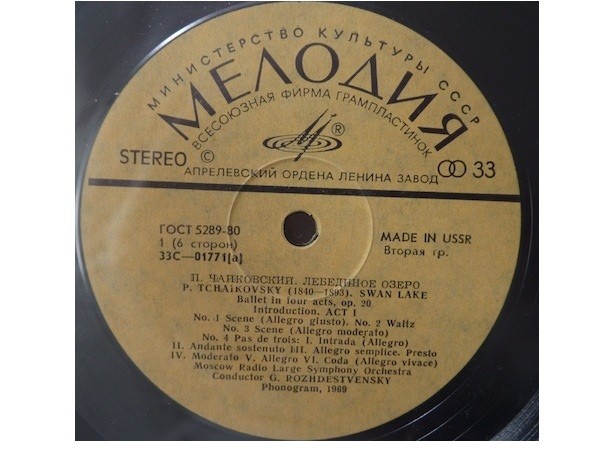 МИНИСТЕРСТВО КУЛЬТУРЫ СССР
МЕЛОДИЯ
ВСЕСОЮЗНАЯ ФИРМА ГРАМПЛАСТИНОК
®
STEREO ©
33
АПРЕЛЕВСКИЙ ОРДЕНА ЛЕНИНА ЗАВОД
ГОСТ 5289-80
1 (6 сторон)
33С—01771(а)
MADE IN USSR
Вторая гр.
П. ЧАЙКОВСКИЙ. ЛЕБЕДИНОЕ ОЗЕРО
P. TCHAIKOVSKY (1840—1893). SWAN LAKE
Ballet in four acts, op. 20
Introduction. ACT I
No. 1 Scene (Allegro giusto). No. 2 Waltz
No. 3 Scene (Allegro moderato)
No. 4 Pas de trois: I. Intrada (Allegro)
II. Andante sostenuto III. Allegro semplice. Presto
IV. Moderato V. Allegro VI. Coda (Allegro vivace)
Moscow Radio Large Symphony Orchestra
Conductor G. ROZHDESTVENSKY
Phonogram, 1969